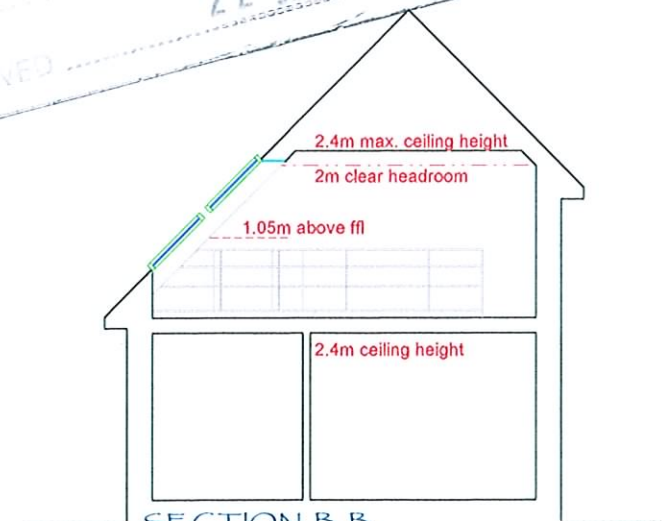 2.4m max. ceiling height
2m clear headroom
1.05m above ffl
2.4m ceiling height
SECTION B-B